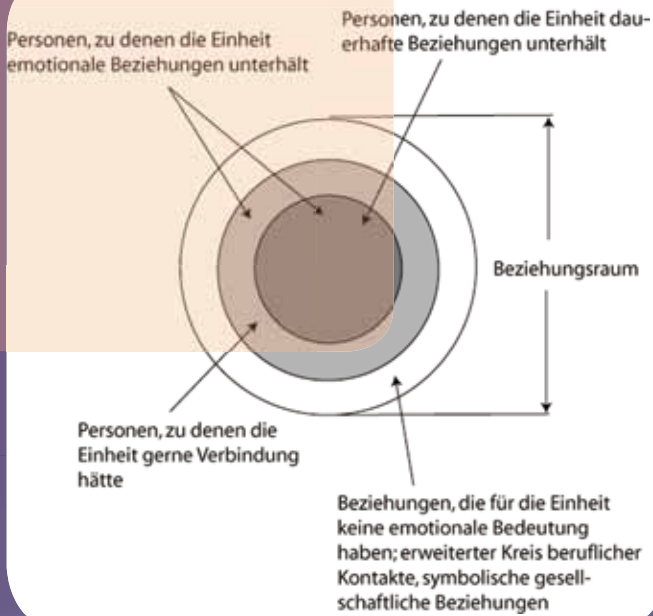 Personen, zu denen die Einheit
emotionale Beziehungen unterhält
Personen, zu denen die Einheit dau-
erhafte Beziehungen unterhält
Beziehungsraum
Personen, zu denen die
Einheit gerne Verbindung
hätte
Beziehungen, die für die Einheit
keine emotionale Bedeutung
haben; erweiterter Kreis beruflicher
Kontakte, symbolische gesell-
schaftliche Beziehungen